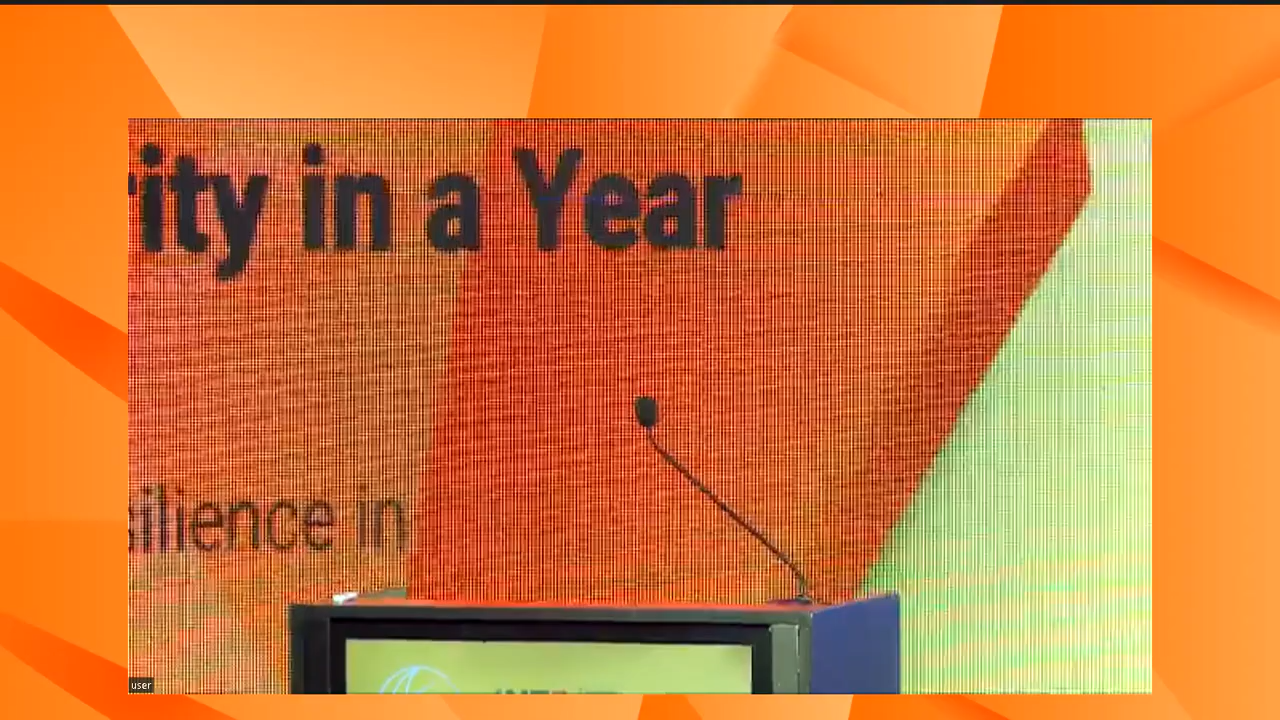 rity in a Year
silience in
user